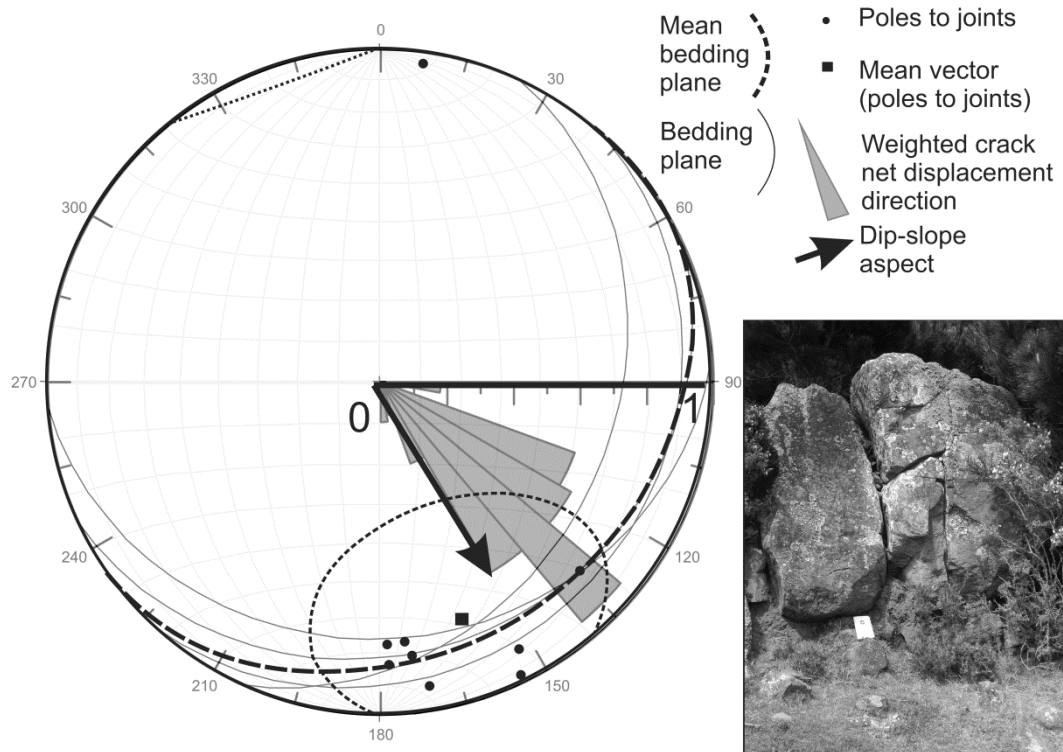 0
30
60
90
120
150
180
210
240
270
300
330
0
1
Mean
bedding
plane
Bedding
plane
Poles to joints
Mean vector
(poles to joints)
Weighted crack
net displacement
direction
Dip-slope
aspect